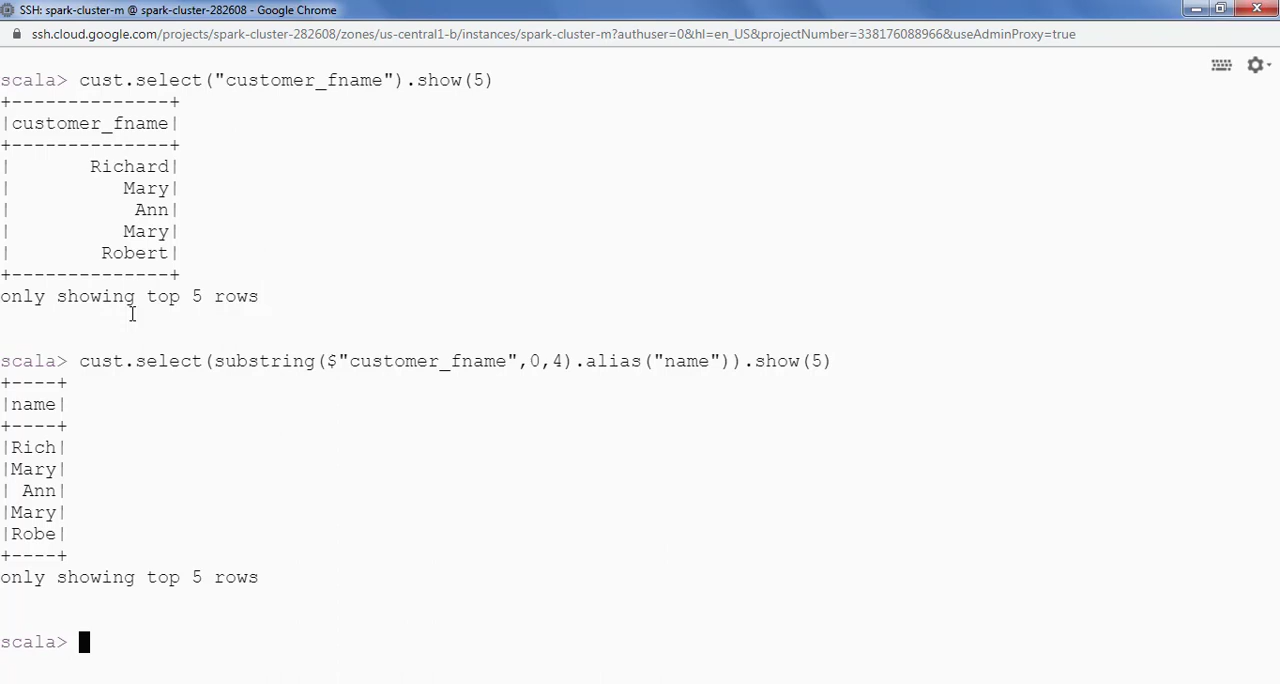 SSH: spark-cluster-m @ spark-cluster-282608 - Google Chrome
ssh.cloud.google.com/projects/spark-cluster-282608/zones/us-central1-b/instances/spark-cluster-m?authuser=0&hl=en_US&projectNumber=338176088966&useAdminProxy=true
scala> cust.select("customer_fname").show(5)
+--------------+
|customer_fname|
+--------------+
|       Richard|
|          Mary|
|           Ann|
|          Mary|
|        Robert|
+--------------+
only showing top 5 rows
scala> cust.select(substring($"customer_fname",0,4).alias("name")).show(5)
+----+
|name|
+----+
|Rich|
|Mary|
| Ann|
|Mary|
|Robe|
+----+
only showing top 5 rows
scala>